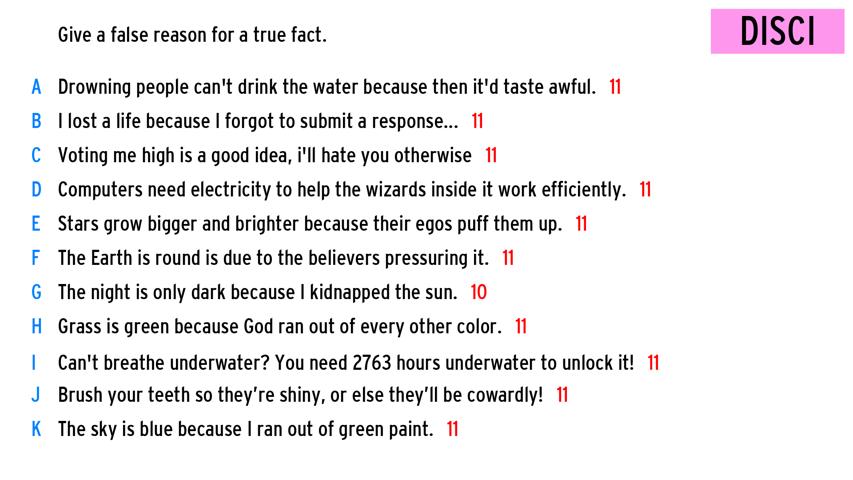 Give a false reason for a true fact.
DISCI
A Drowning people can't drink the water because then it'd taste awful. 11
B I lost a life because I forgot to submit a response... 11
C Voting me high is a good idea, i'll hate you otherwise 11
D Computers need electricity to help the wizards inside it work efficiently. 11
E Stars grow bigger and brighter because their egos puff them up. 11
F The Earth is round is due to the believers pressuring it. 11
G The night is only dark because I kidnapped the sun. 10
H Grass is green because God ran out of every other color. 11
I Can't breathe underwater? You need 2763 hours underwater to unlock it! 11
J Brush your teeth so they’re shiny, or else they’ll be cowardly! 11
K The sky is blue because I ran out of green paint. 11